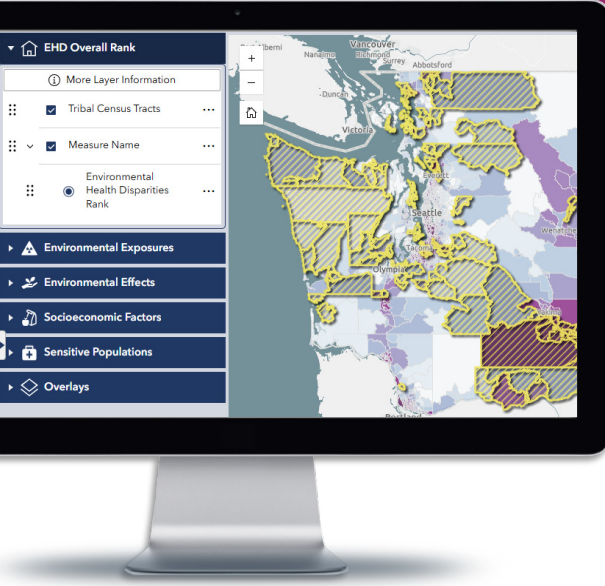 EHD Overall Rank
More Layer Information
Tribal Census Tracts
Measure Name
Environmental
Health Disparities
Rank
Environmental Exposures
Environmental Effects
Socioeconomic Factors
Sensitive Populations
Overlays
Vancouver
Nanaimo
Richmond
Surrey
Abbotsford
Duncan
Victoria
Everett
Seattle
Tacoma
Olympia
Portland